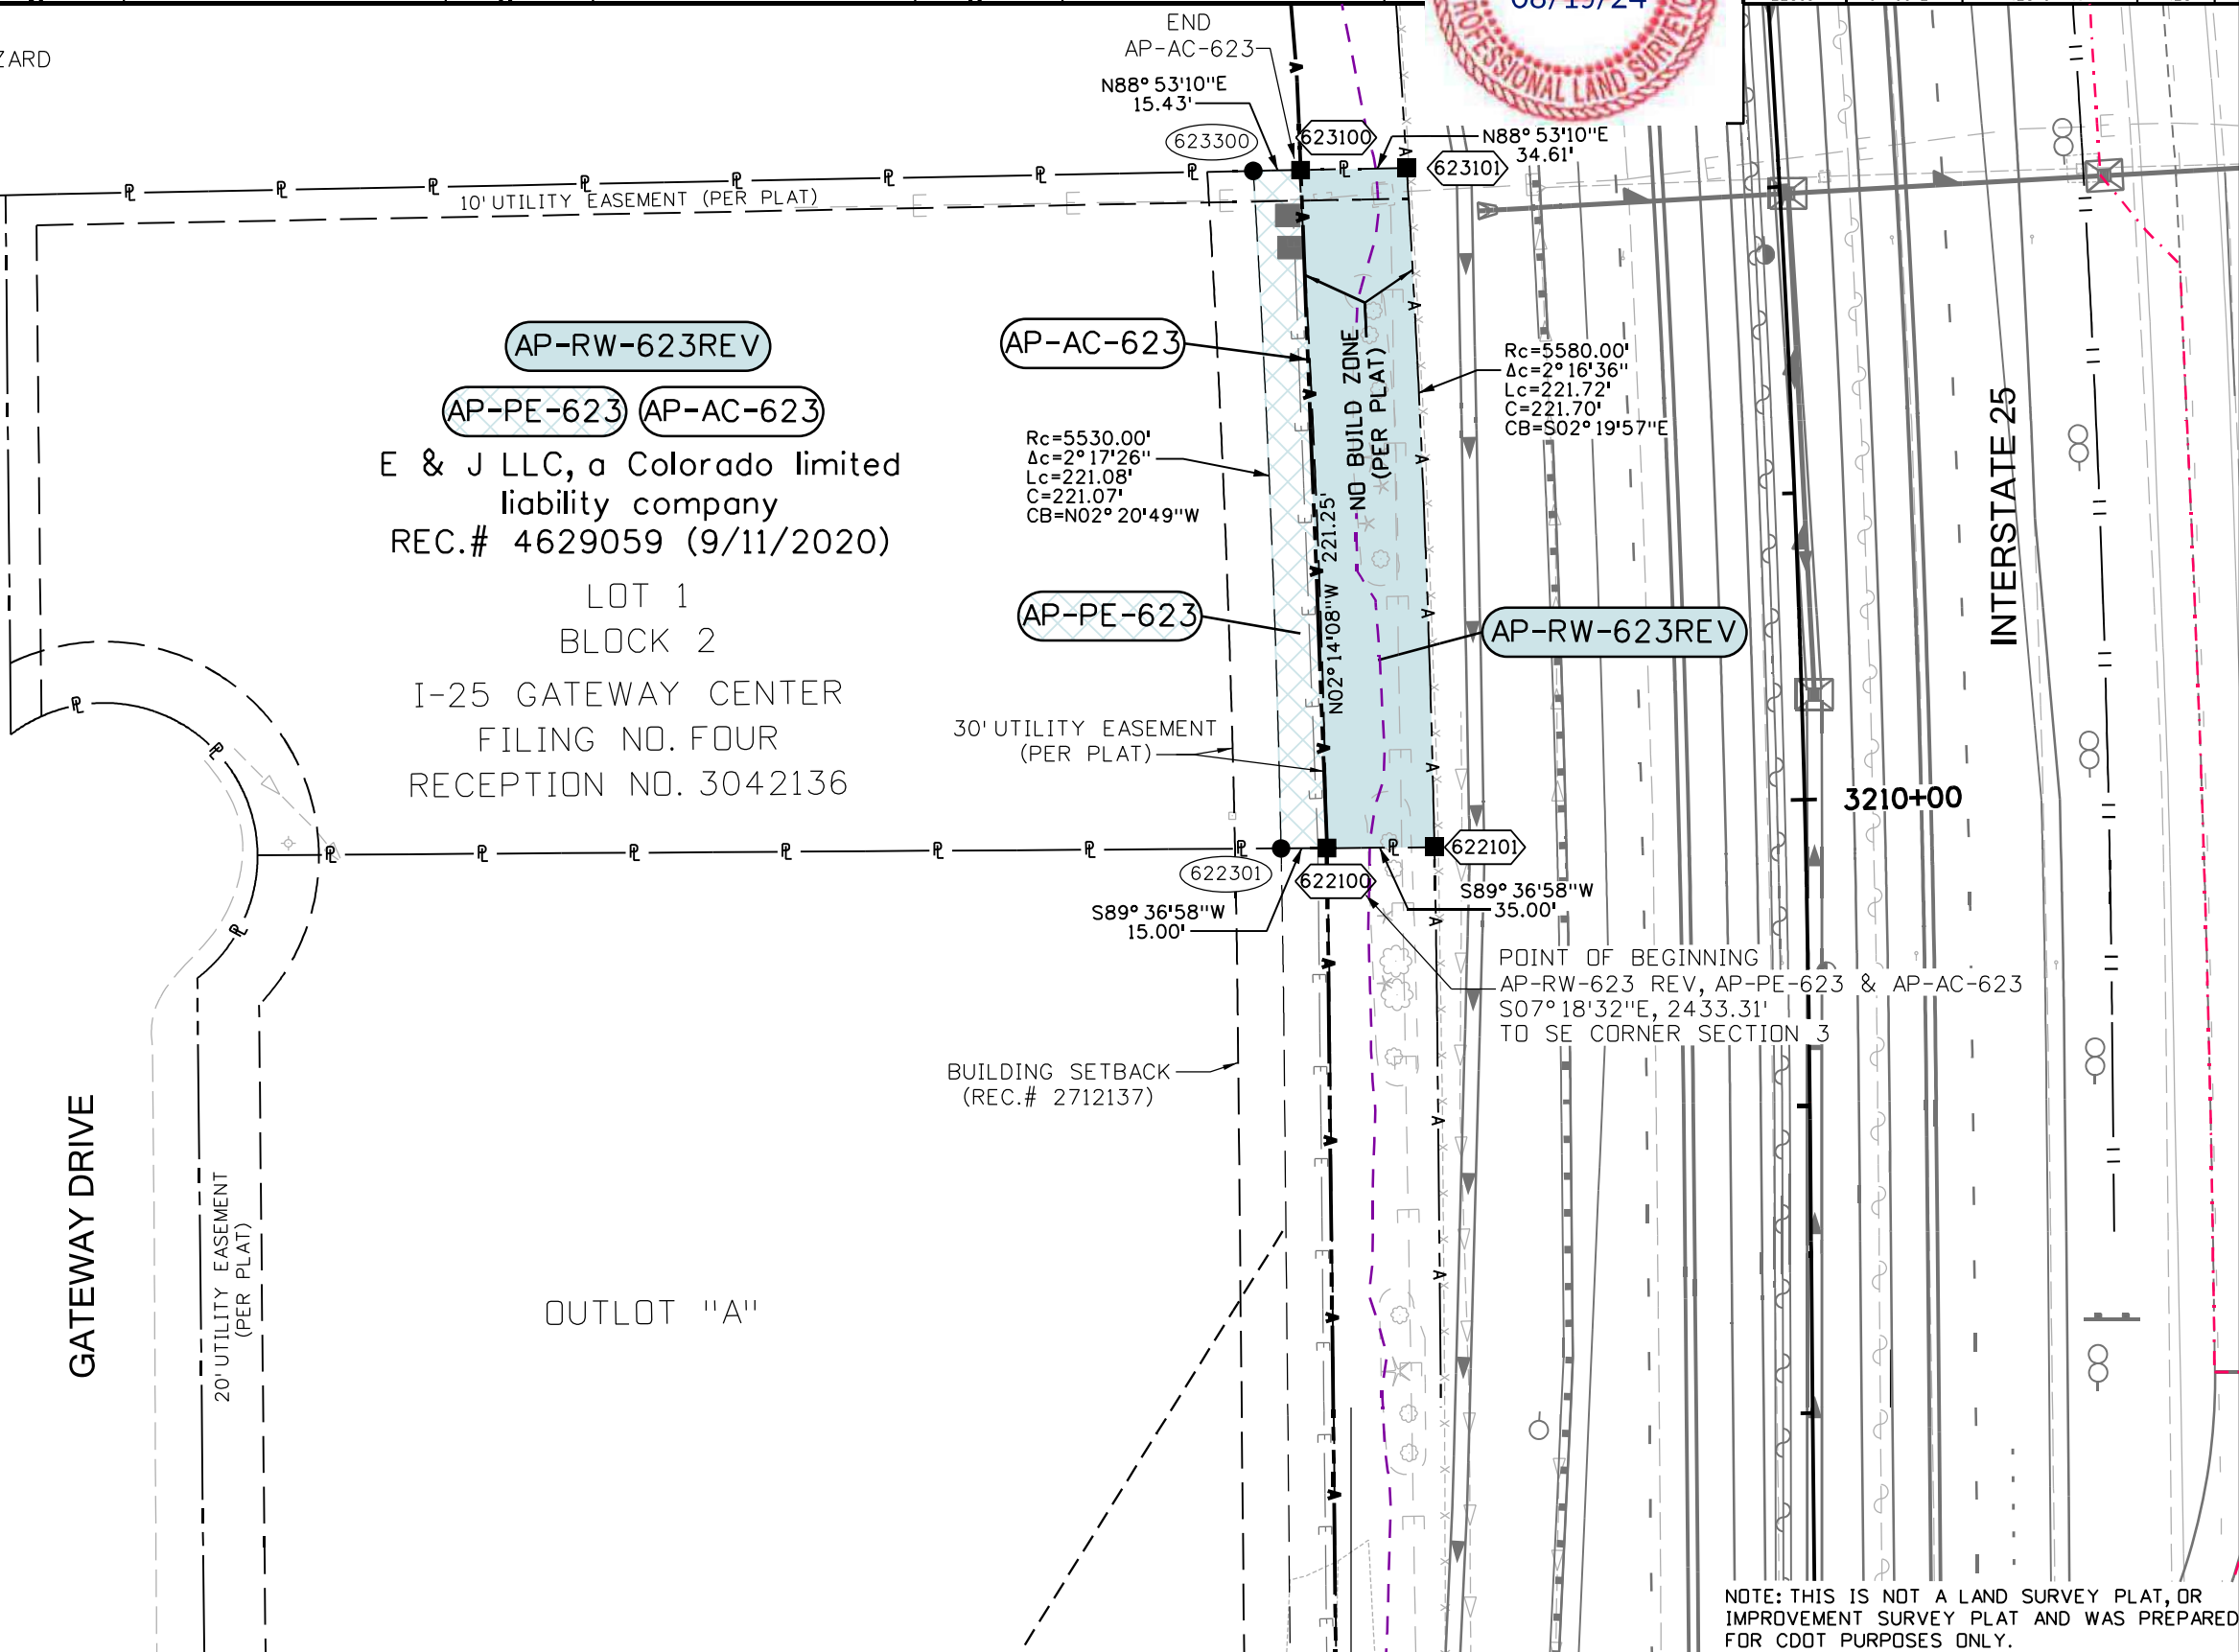 08/19/24
PROFESSIONAL LAND SURVEYO
ZARD
END
AP-AC-623
N88°53'10"E
15.43'
623300
623100
N88°53'10"E
34.61'
623101
10' UTILITY EASEMENT (PER PLAT)
AP-RW-623REV
AP-PE-623
AP-AC-623
E & J LLC, a Colorado limited
liability company
REC.# 4629059 (9/11/2020)
LOT 1
BLOCK 2
I-25 GATEWAY CENTER
FILING NO. FOUR
RECEPTION NO. 3042136
AP-AC-623
Rc=5530.00'
Δc=2°17'26"
Lc=221.08'
C=221.07'
CB=N02°20'49"W
AP-PE-623
NO BUILD ZONE
(PER PLAT)
N02°14'08"W 221.25'
Rc=5580.00'
Δc=2°16'36"
Lc=221.72'
C=221.70'
CB=S02°19'57"E
AP-RW-623REV
INTERSTATE 25
30' UTILITY EASEMENT
(PER PLAT)
3210+00
622301
622100
622101
S89°36'58"W
15.00'
S89°36'58"W
35.00'
POINT OF BEGINNING
AP-RW-623 REV, AP-PE-623 & AP-AC-623
S07°18'32"E, 2433.31'
TO SE CORNER SECTION 3
BUILDING SETBACK
(REC.# 2712137)
GATEWAY DRIVE
20' UTILITY EASEMENT
(PER PLAT)
OUTLOT "A"
NOTE: THIS IS NOT A LAND SURVEY PLAT, OR
IMPROVEMENT SURVEY PLAT AND WAS PREPARED
FOR CDOT PURPOSES ONLY.